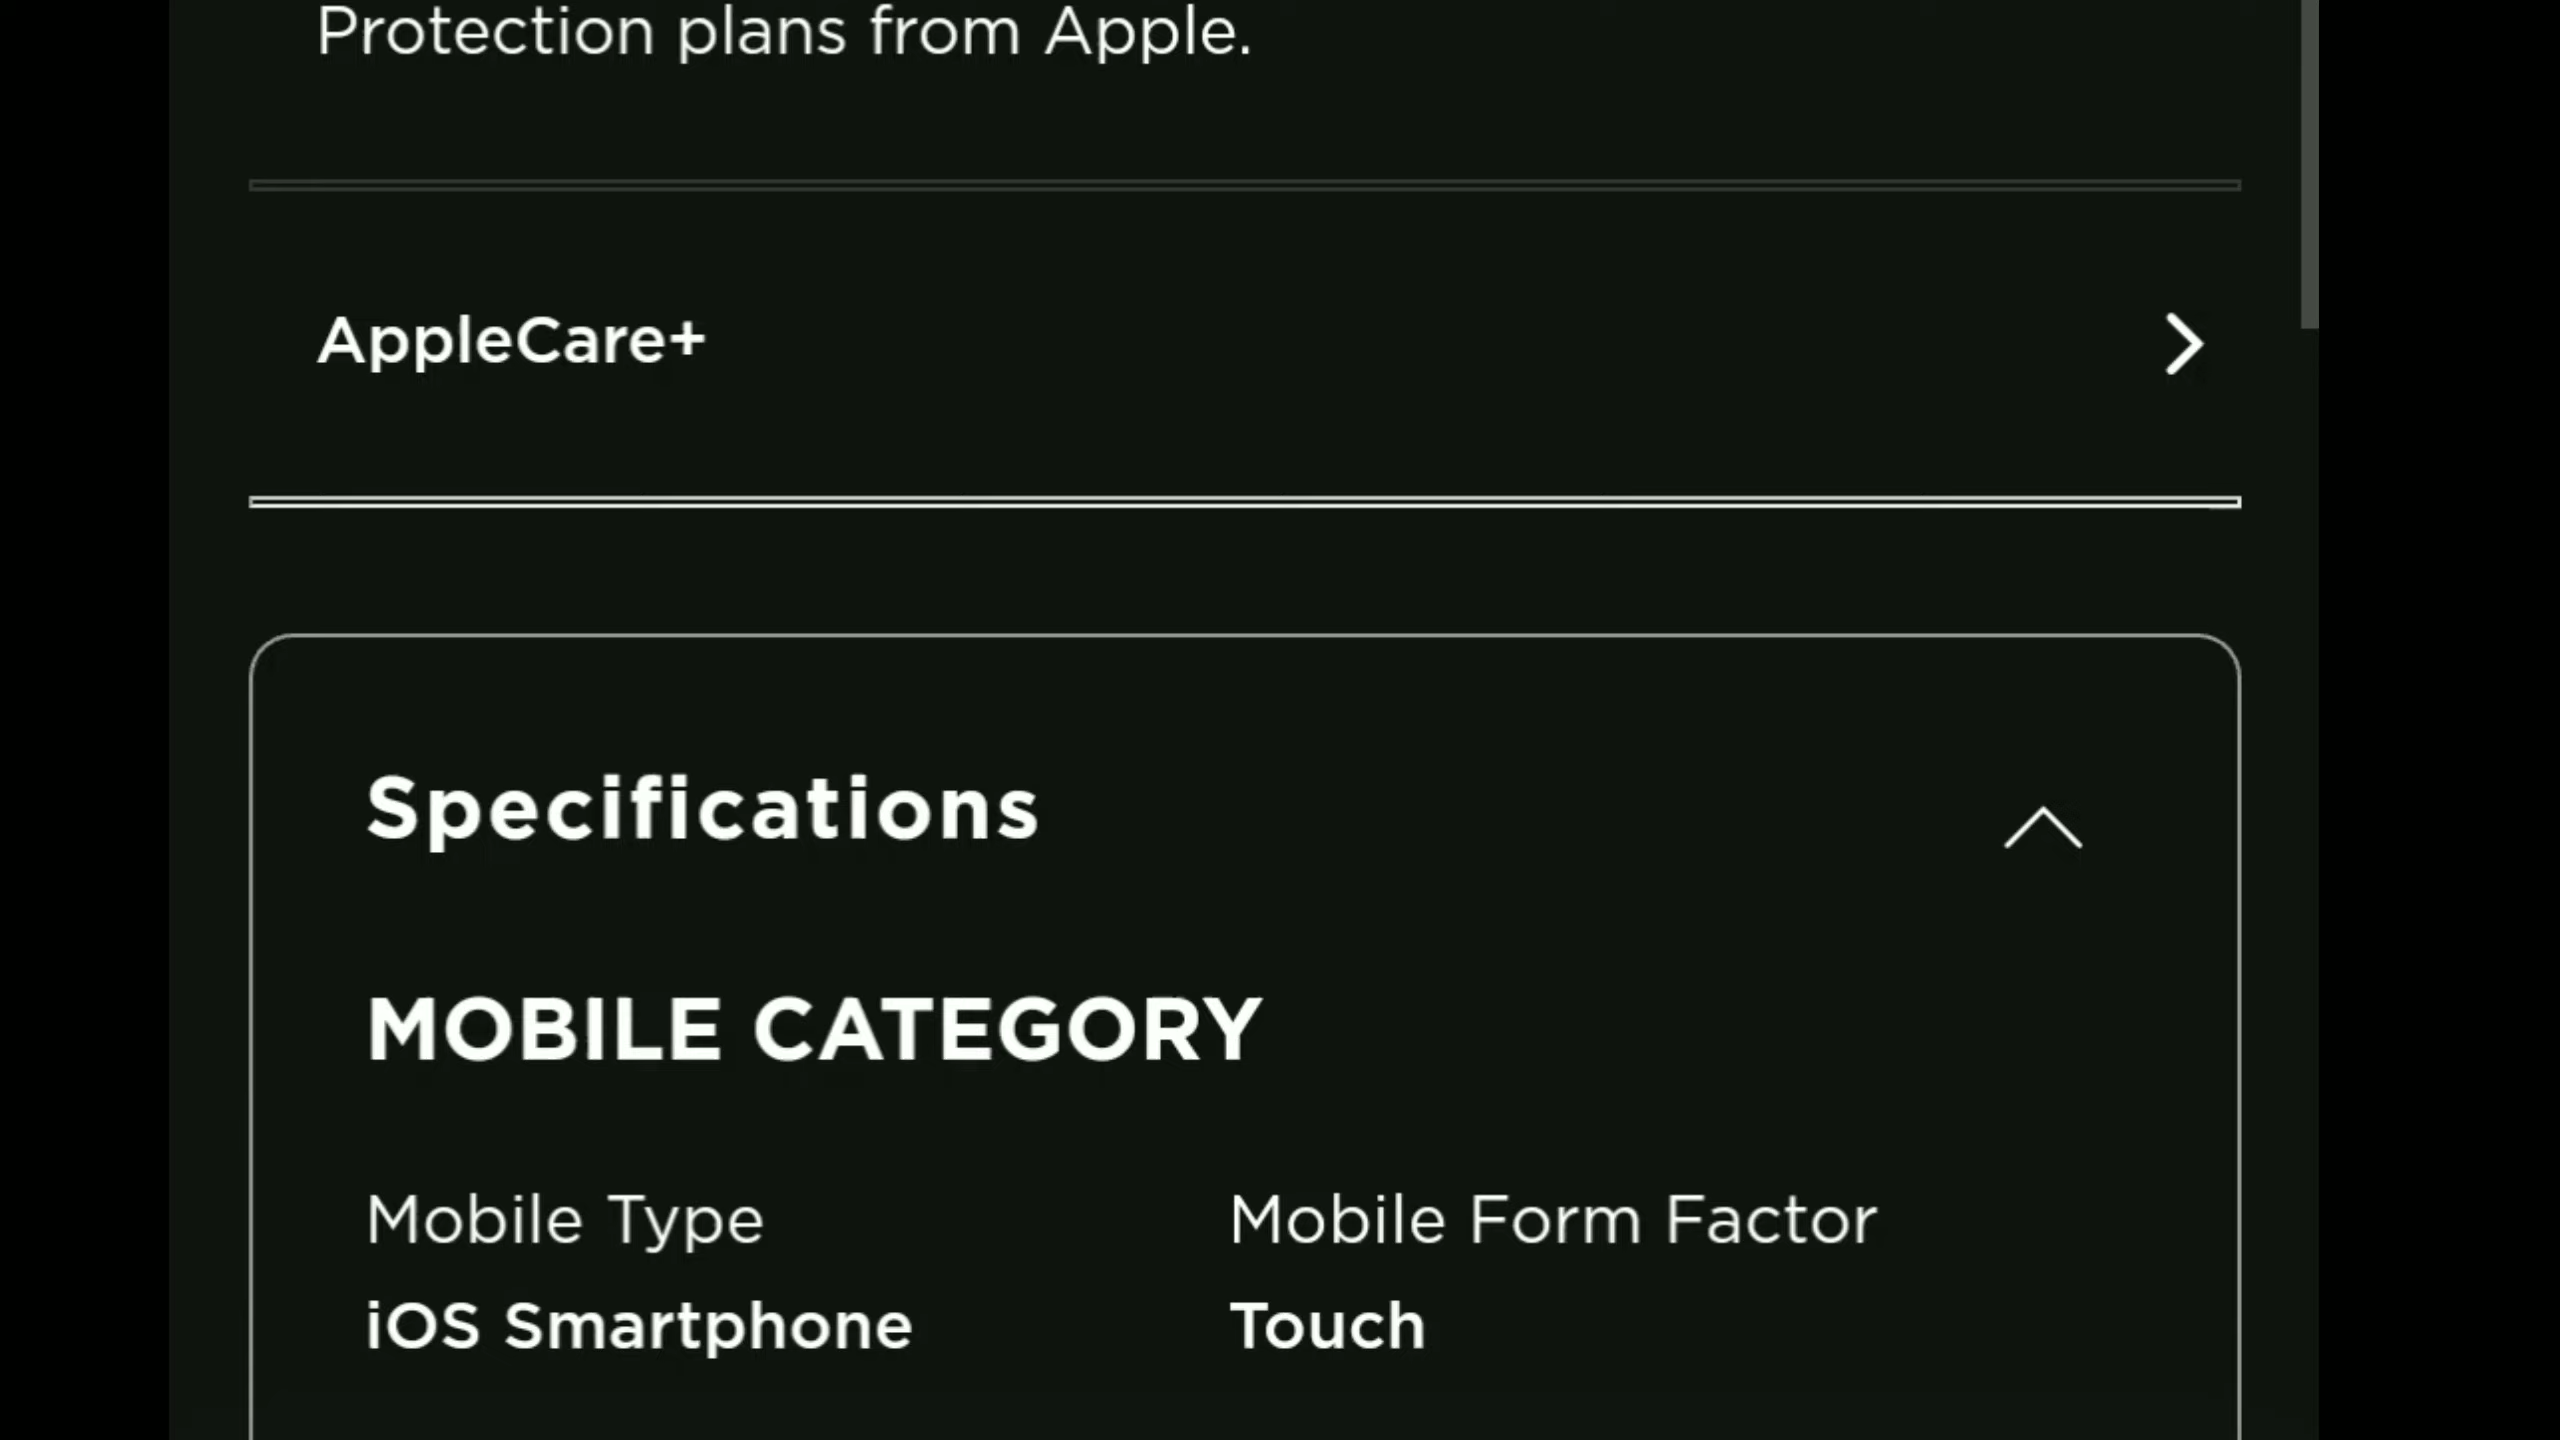 Protection plans from Apple.
AppleCare+
Specifications
MOBILE CATEGORY
Mobile Type
Mobile Form Factor
iOS Smartphone
Touch